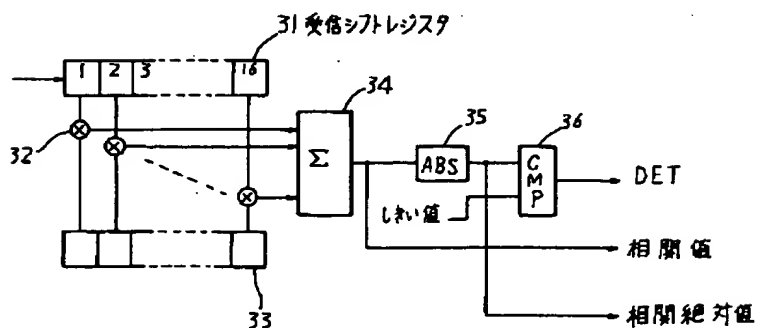 31 受信シフトレジスタ
1 2 3 16
34
35
36
32
Σ
ABS
CMP
DET
しきい値
相関値
33
相関絶対値